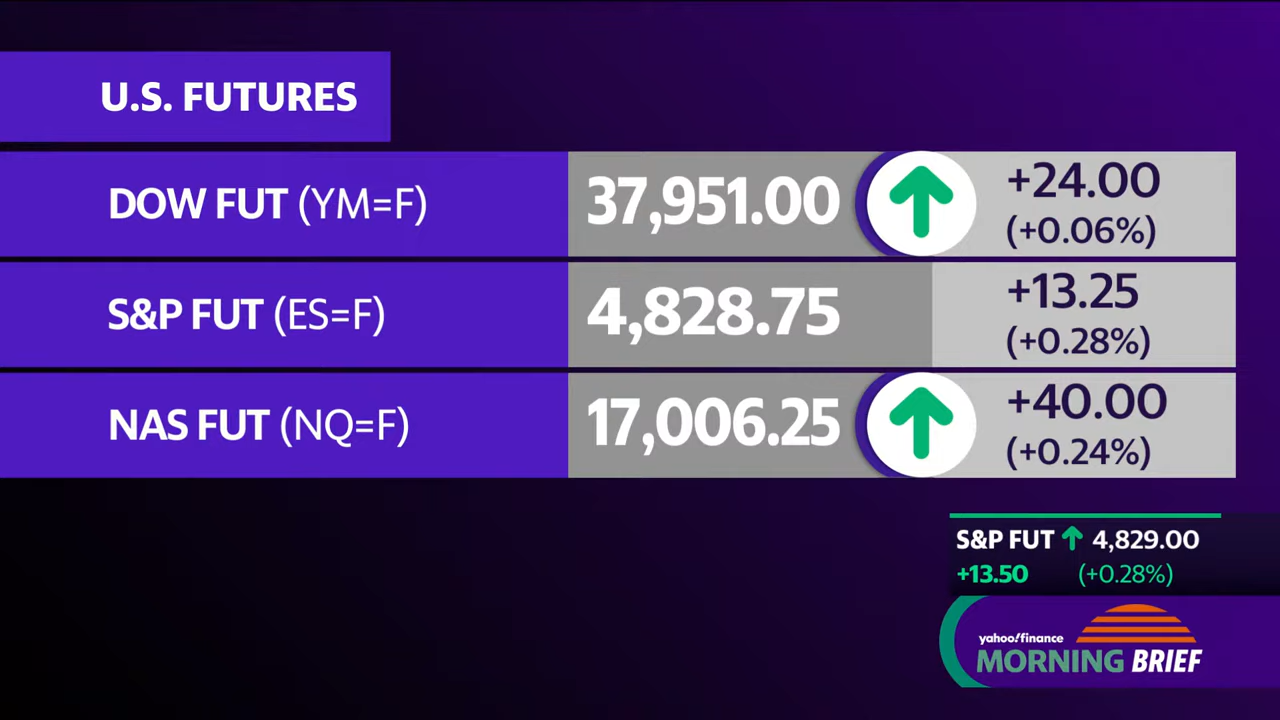 U.S. FUTURES
DOW FUT (YM=F) 37,951.00 +24.00
(+0.06%)
S&P FUT (ES=F) 4,828.75 +13.25
(+0.28%)
NAS FUT (NQ=F) 17,006.25 +40.00
(+0.24%)
S&P FUT 4,829.00
+13.50 (+0.28%)
yahoo!finance
MORNING BRIEF